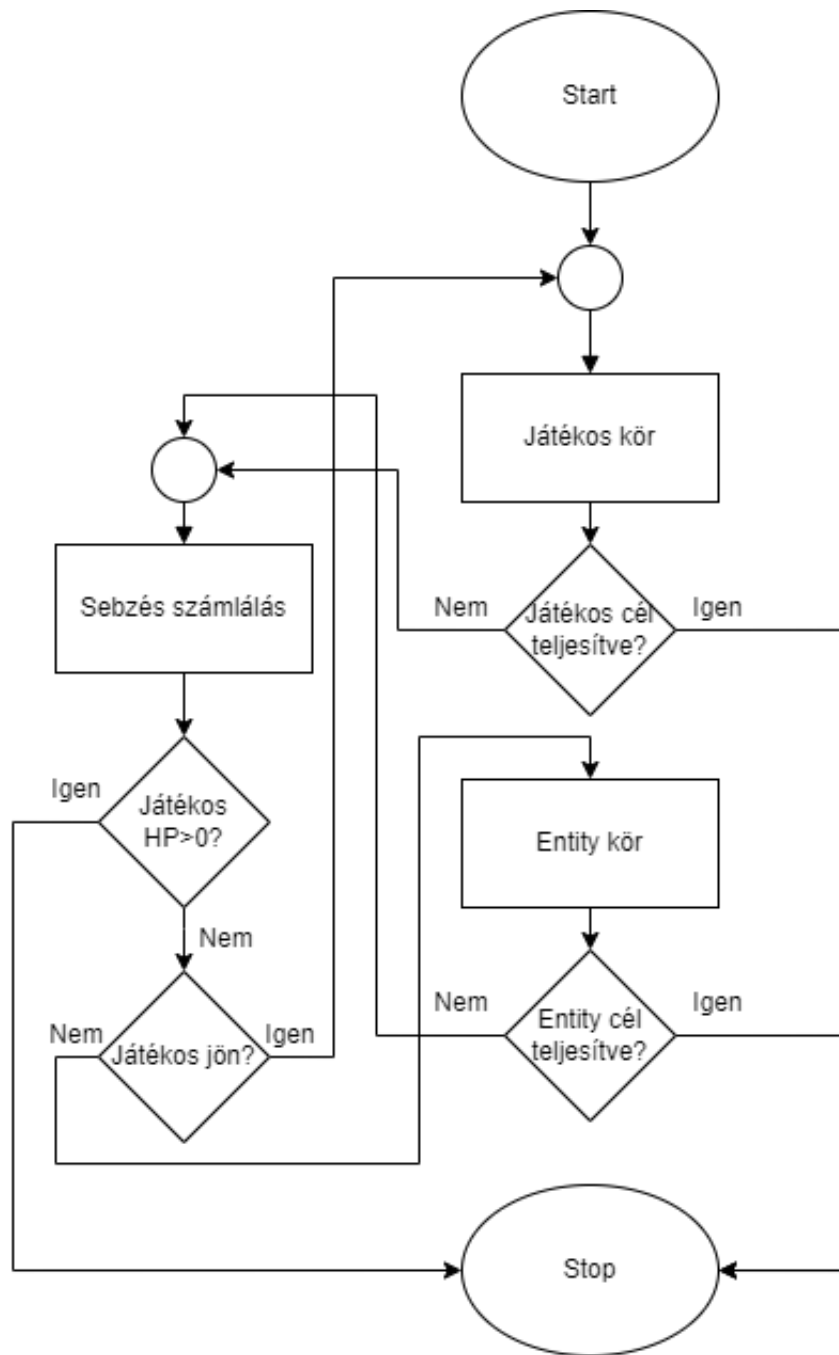 Start
Játékos kör
Sebzés számlálás
Nem
Játékos cél
teljesítve?
Igen
Igen
Játékos
HP>0?
Entity kör
Nem
Nem
Játékos jön?
Igen
Nem
Entity cél
teljesítve?
Igen
Stop